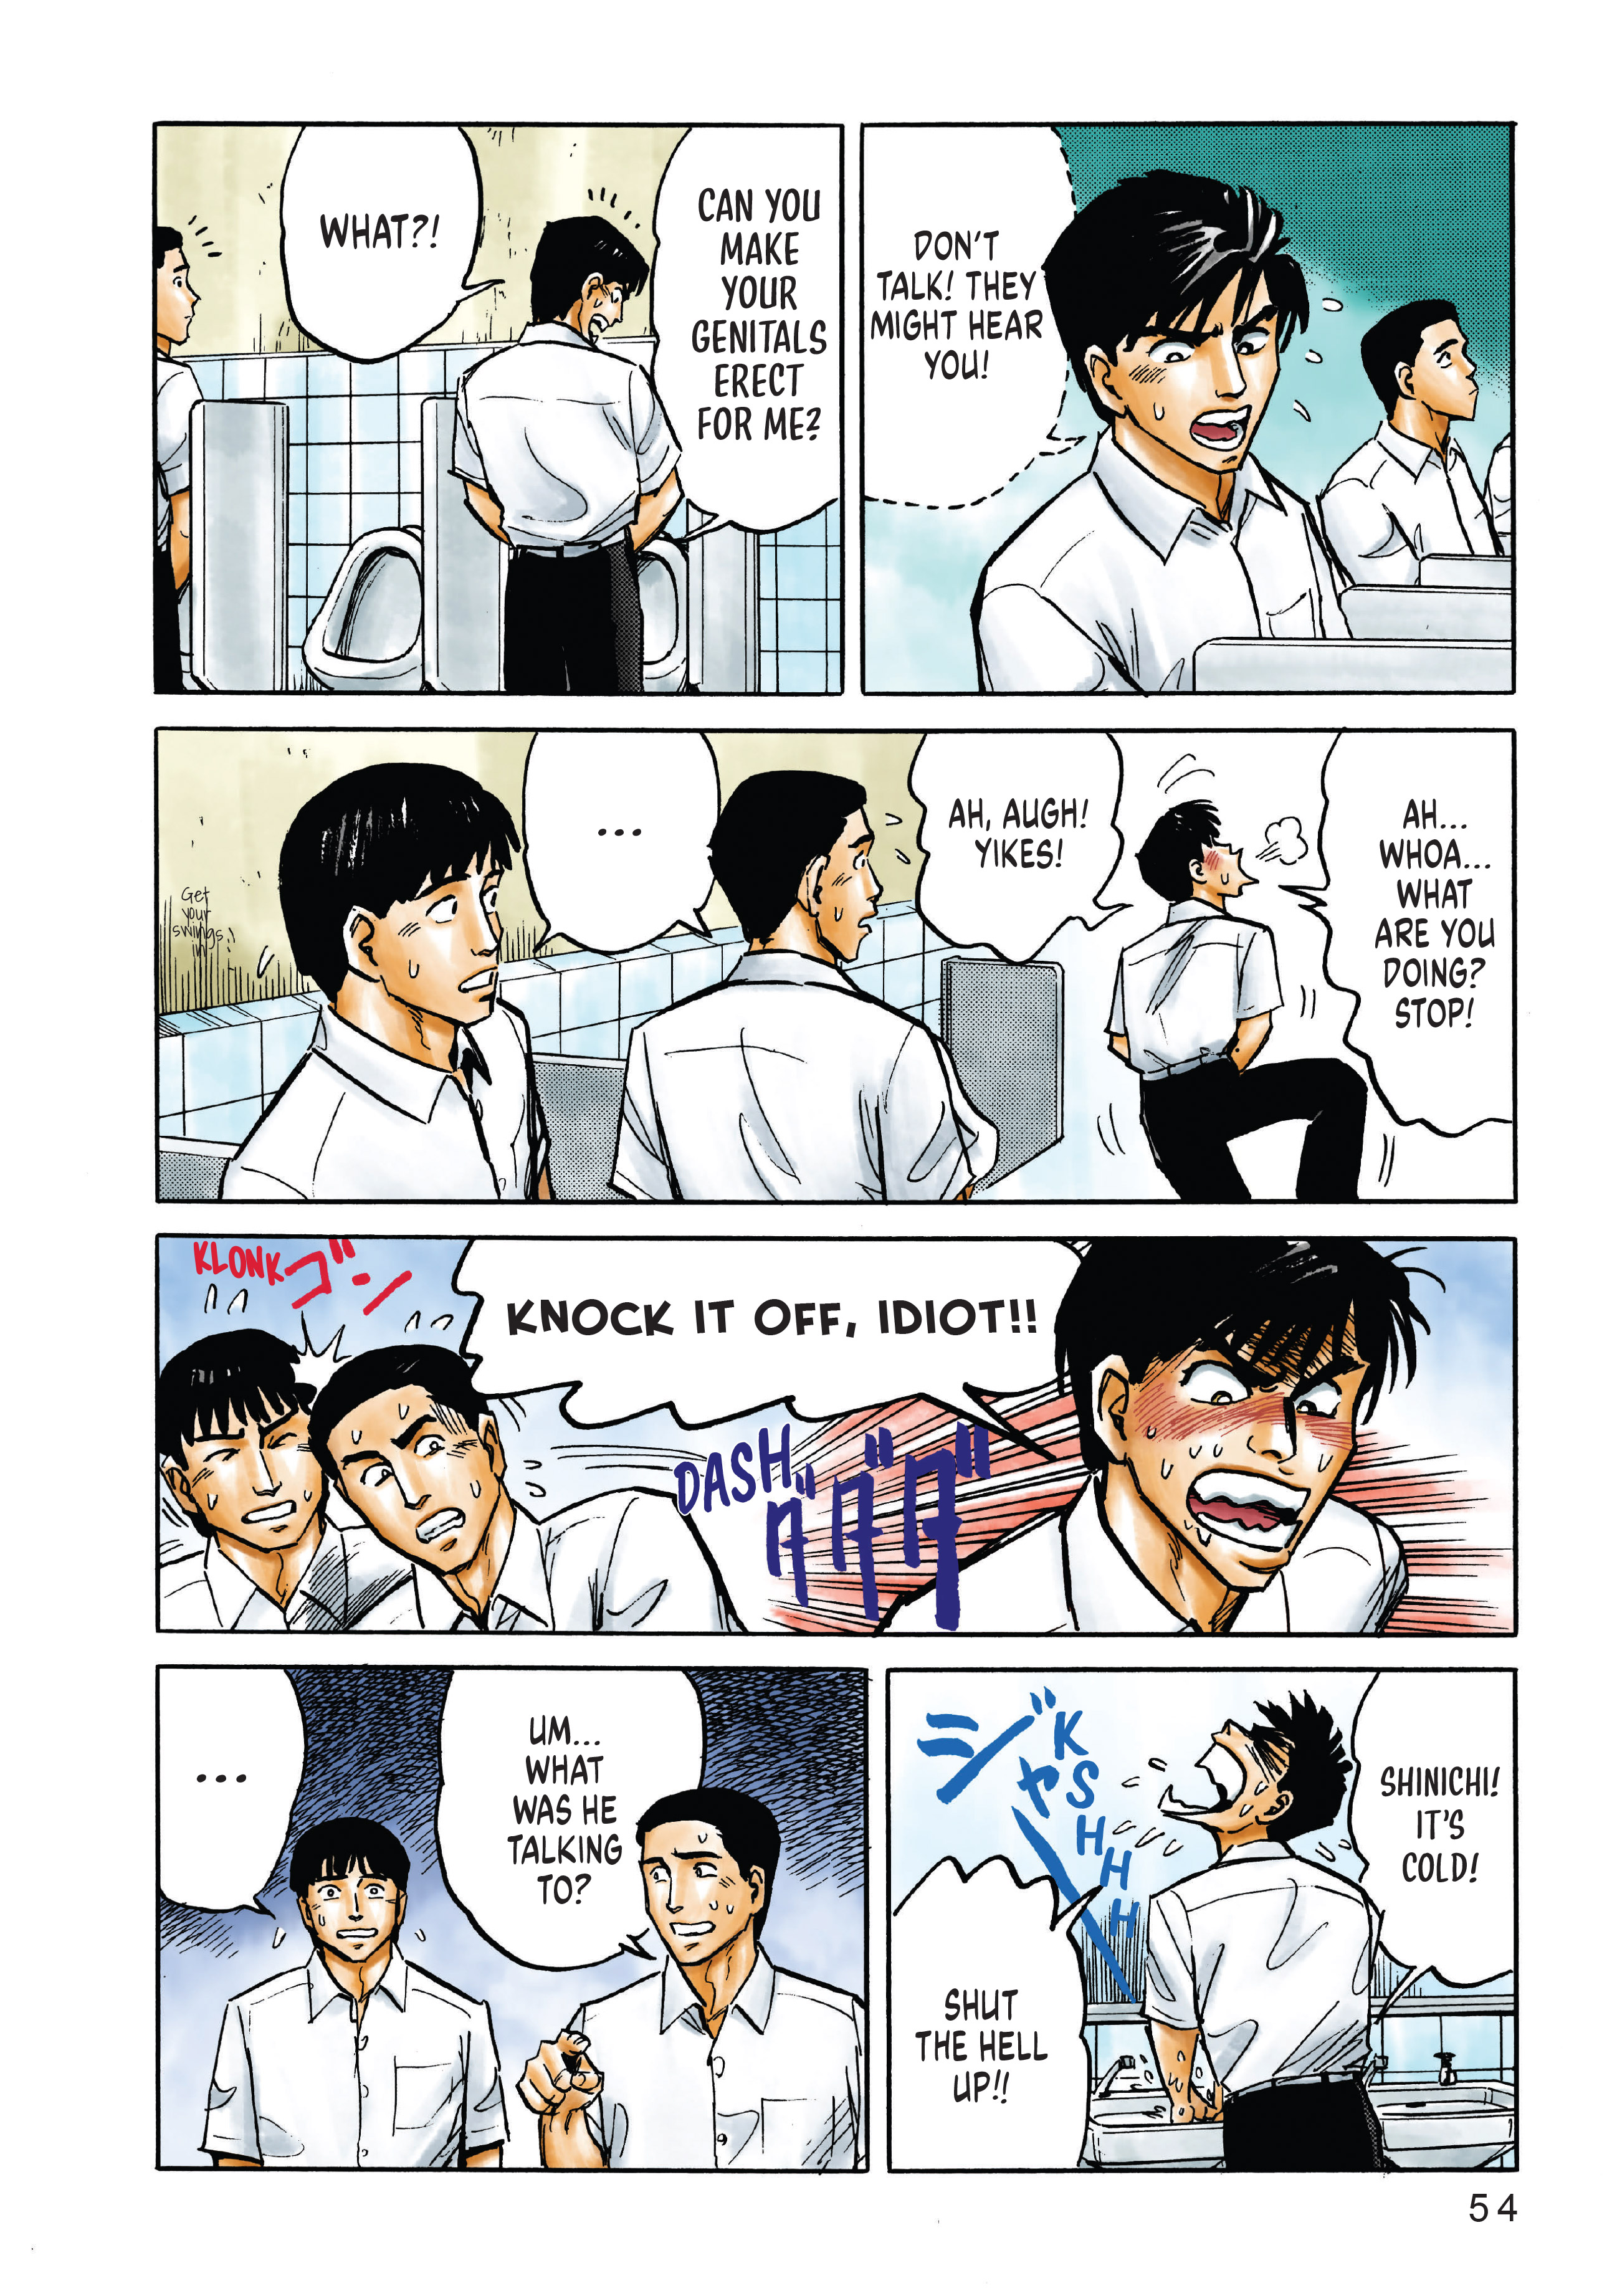 DON'T
TALK! THEY
MIGHT HEAR
YOU!
CAN YOU
MAKE
YOUR
GENITALS
ERECT
FOR ME?
WHAT?!
AH...
WHOA...
WHAT
ARE YOU
DOING?
STOP!
AH, AUGH!
YIKES!
...
Get
your
swings
in!
KNOCK IT OFF, IDIOT!!
DASH
ダダダ
KLONK
ゴン
SHINICHI!
IT'S
COLD!
KSHHHH
ジャー
SHUT
THE HELL
UP!!
UM...
WHAT
WAS HE
TALKING
TO?
...
54